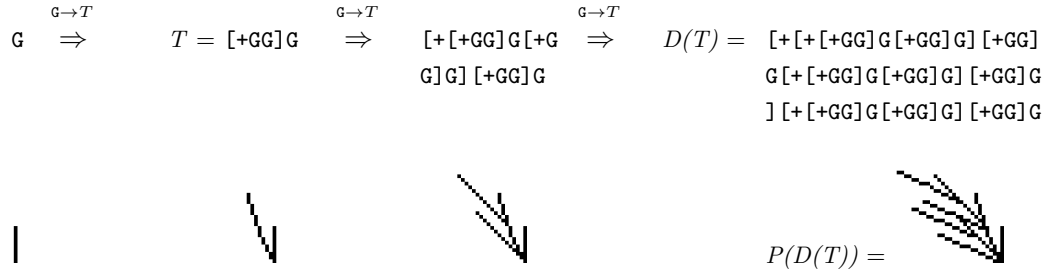 G→T G→T G→T
G ⇒ T = [+GG]G ⇒ [+[+GG]G[+G ⇒ D(T) = [+[+[+GG]G[+GG]G][+GG]
G]G][+GG]G G[+[+GG]G[+GG]G][+GG]G
][+[+GG]G[+GG]G][+GG]G
P(D(T)) =